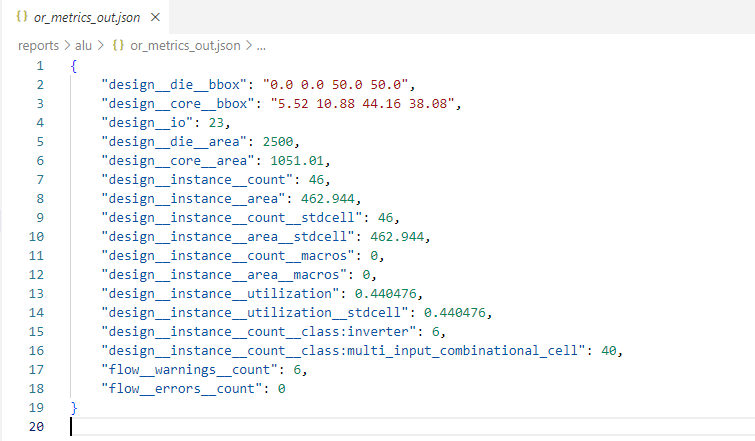 {} or_metrics_out.json ×
reports > alu > {} or_metrics_out.json > ...
1 {
2 "design__die__bbox": "0.0 0.0 50.0 50.0",
3 "design__core__bbox": "5.52 10.88 44.16 38.08",
4 "design__io": 23,
5 "design__die__area": 2500,
6 "design__core__area": 1051.01,
7 "design__instance__count": 46,
8 "design__instance__area": 462.944,
9 "design__instance__count__stdcell": 46,
10 "design__instance__area__stdcell": 462.944,
11 "design__instance__count__macros": 0,
12 "design__instance__area__macros": 0,
13 "design__instance__utilization": 0.440476,
14 "design__instance__utilization__stdcell": 0.440476,
15 "design__instance__count__class:inverter": 6,
16 "design__instance__count__class:multi_input_combinational_cell": 40,
17 "flow__warnings__count": 6,
18 "flow__errors__count": 0
19 }
20